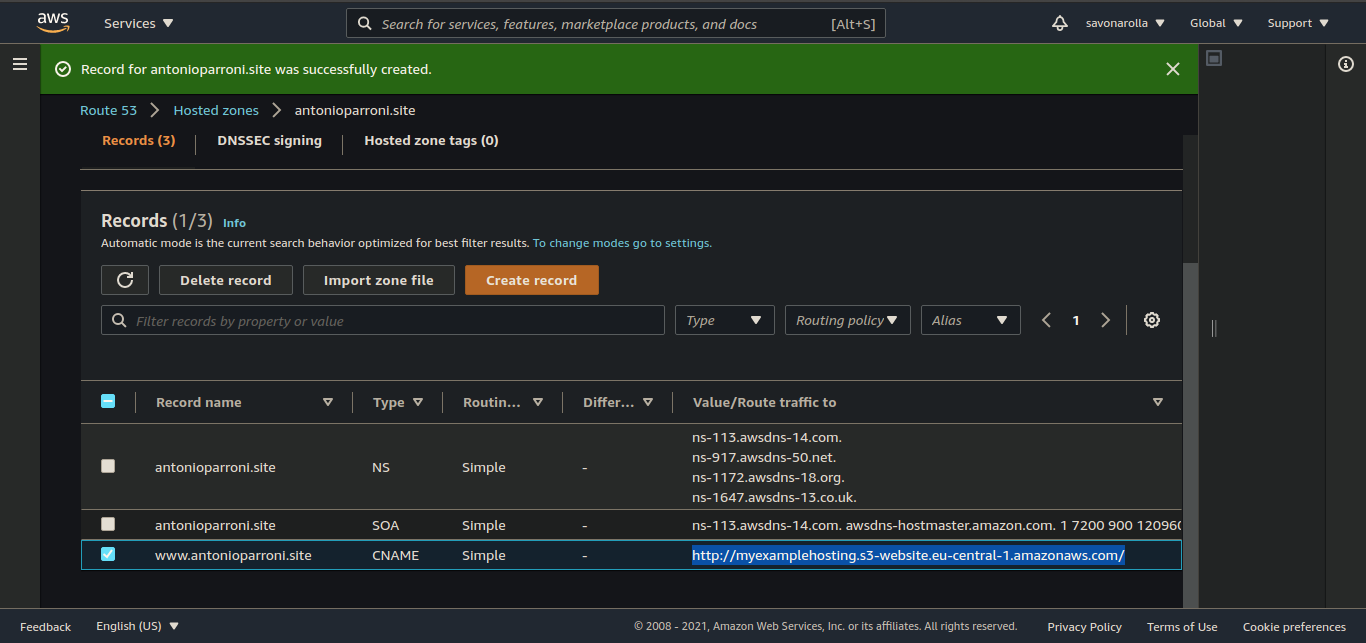 aws Services Search for services, features, marketplace products, and docs [Alt+S] savonarolla Global Support
Record for antonioparroni.site was successfully created.
Route 53 Hosted zones antonioparroni.site
Records (3) DNSSEC signing Hosted zone tags (0)
Records (1/3) Info
Automatic mode is the current search behavior optimized for best filter results. To change modes go to settings.
Delete record Import zone file Create record
Filter records by property or value Type Routing policy Alias 1
Record name Type Routin... Differ... Value/Route traffic to
ns-113.awsdns-14.com.
ns-917.awsdns-50.net.
antonioparroni.site NS Simple -
ns-1172.awsdns-18.org.
ns-1647.awsdns-13.co.uk.
antonioparroni.site SOA Simple - ns-113.awsdns-14.com. awsdns-hostmaster.amazon.com. 1 7200 900 120960
www.antonioparroni.site CNAME Simple - http://myexamplehosting.s3-website.eu-central-1.amazonaws.com/
Feedback English (US) © 2008 - 2021, Amazon Web Services, Inc. or its affiliates. All rights reserved. Privacy Policy Terms of Use Cookie preferences